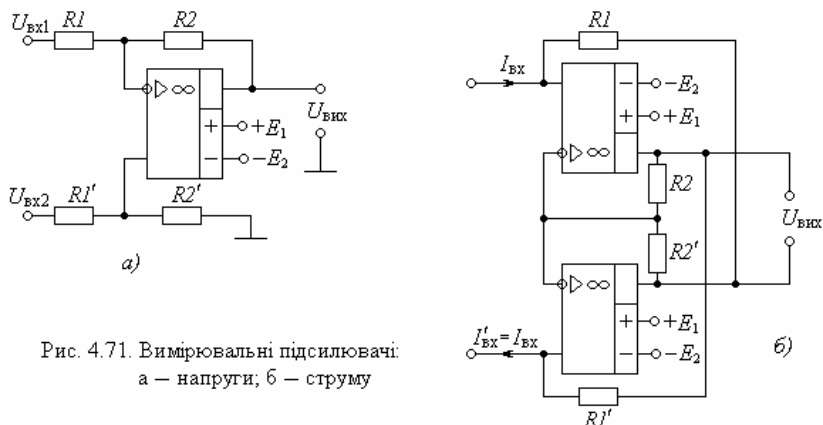 Uвх1
R1
R2
▷ ∞
+
−
+E1
−E2
Uвих
Uвх2
R1'
R2'
а)
R1
Iвх
▷ ∞
−
+
−E2
+E1
R2
R2'
Uвих
▷ ∞
+
−
+E1
−E2
I'вх = Iвх
R1'
б)
Рис. 4.71. Вимірювальні підсилювачі:
а – напруги; б – струму